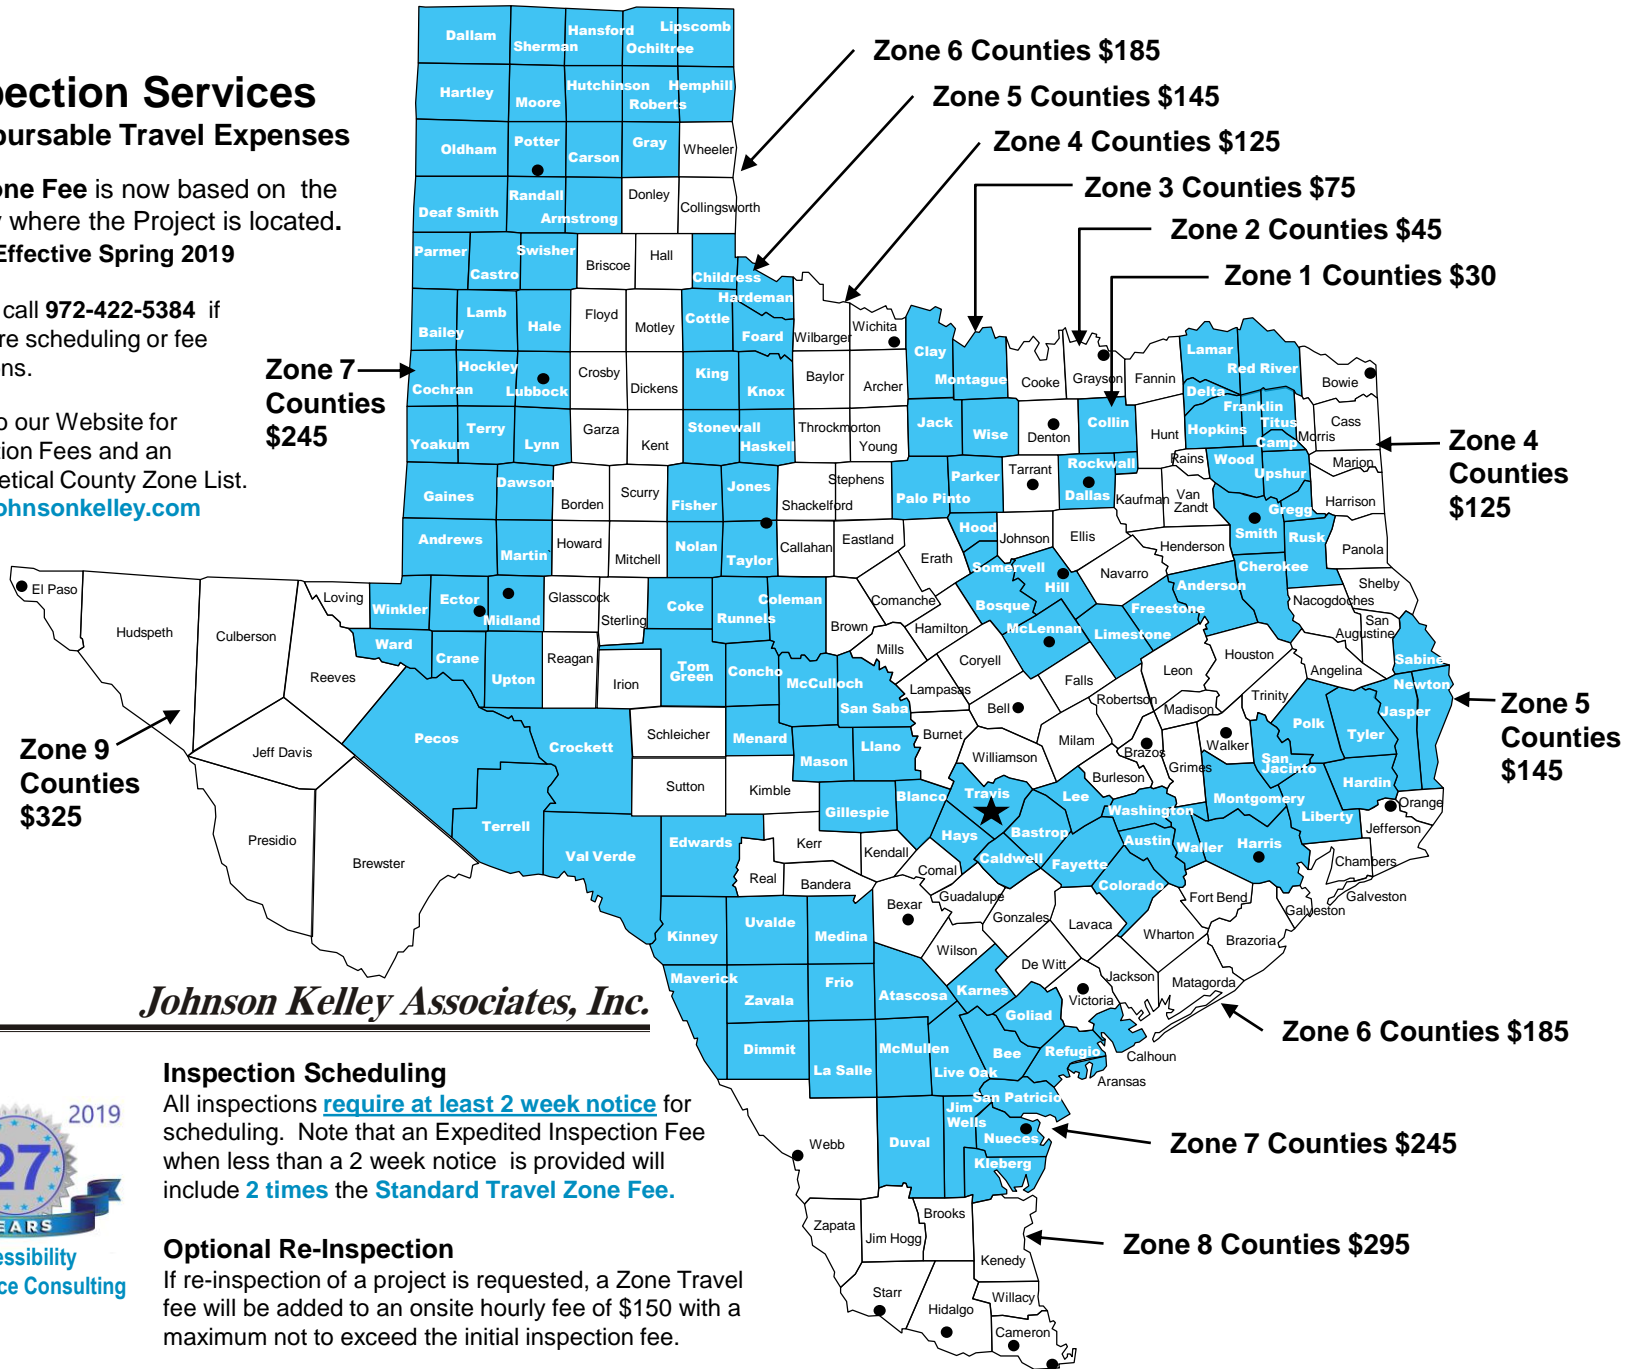 pection Services
oursable Travel Expenses
one Fee is now based on the
y where the Project is located.
Effective Spring 2019
call 972-422-5384 if
re scheduling or fee
ns.
o our Website for
tion Fees and an
etical County Zone List.
ohnsonkelley.com
Zone 6 Counties $185
Zone 5 Counties $145
Zone 4 Counties $125
Zone 3 Counties $75
Zone 2 Counties $45
Zone 1 Counties $30
Zone 7
Counties
$245
Zone 4
Counties
$125
Zone 5
Counties
$145
Zone 9
Counties
$325
Zone 6 Counties $185
Zone 7 Counties $245
Zone 8 Counties $295
Dallam
Sherman
Hansford
Ochiltree
Lipscomb
Hartley
Moore
Hutchinson
Roberts
Hemphill
Oldham
Potter
Carson
Gray
Wheeler
Deaf Smith
Randall
Armstrong
Donley
Collingsworth
Parmer
Castro
Swisher
Briscoe
Hall
Childress
Hardeman
Bailey
Lamb
Hale
Floyd
Motley
Cottle
Foard
Wilbarger
Wichita
Clay
Montague
Cooke
Grayson
Fannin
Lamar
Red River
Bowie
Cochran
Hockley
Lubbock
Crosby
Dickens
King
Knox
Baylor
Archer
Delta
Franklin
Titus
Hopkins
Camp
Morris
Cass
Yoakum
Terry
Lynn
Garza
Kent
Stonewall
Haskell
Throckmorton
Young
Jack
Wise
Denton
Collin
Hunt
Rains
Wood
Upshur
Marion
Gaines
Dawson
Borden
Scurry
Fisher
Jones
Shackelford
Stephens
Palo Pinto
Parker
Tarrant
Rockwall
Dallas
Kaufman
Van
Zandt
Smith
Gregg
Harrison
Rusk
Panola
Andrews
Martin
Howard
Mitchell
Nolan
Taylor
Callahan
Eastland
Erath
Hood
Johnson
Ellis
Henderson
Cherokee
Shelby
El Paso
Hudspeth
Culberson
Loving
Winkler
Ector
Midland
Glasscock
Sterling
Coke
Runnels
Coleman
Brown
Comanche
Somervell
Bosque
Hill
Navarro
Anderson
Freestone
Nacogdoches
San
Augustine
Sabine
Ward
Crane
Upton
Reagan
Irion
Tom
Green
Concho
McCulloch
San Saba
Mills
Hamilton
McLennan
Limestone
Coryell
Lampasas
Falls
Leon
Houston
Angelina
Newton
Jasper
Reeves
Jeff Davis
Pecos
Crockett
Schleicher
Menard
Mason
Llano
Burnet
Bell
Robertson
Madison
Trinity
Polk
Tyler
Williamson
Milam
Brazos
Walker
Grimes
San
Jacinto
Hardin
Sutton
Kimble
Gillespie
Blanco
Travis
Lee
Burleson
Washington
Montgomery
Liberty
Orange
Jefferson
Presidio
Brewster
Terrell
Val Verde
Edwards
Kerr
Kendall
Hays
Bastrop
Caldwell
Fayette
Austin
Waller
Harris
Chambers
Real
Bandera
Comal
Guadalupe
Colorado
Fort Bend
Galveston
Galveston
Kinney
Uvalde
Medina
Bexar
Gonzales
Lavaca
Wharton
Brazoria
Wilson
De Witt
Jackson
Matagorda
Maverick
Zavala
Frio
Atascosa
Karnes
Victoria
Goliad
Calhoun
Dimmit
La Salle
McMullen
Live Oak
Bee
Refugio
Aransas
San Patricio
Webb
Duval
Jim
Wells
Nueces
Kleberg
Zapata
Jim Hogg
Brooks
Kenedy
Starr
Hidalgo
Willacy
Cameron
Johnson Kelley Associates, Inc.
2019
27
EARS
essibility
ce Consulting
Inspection Scheduling
All inspections require at least 2 week notice for
scheduling. Note that an Expedited Inspection Fee
when less than a 2 week notice is provided will
include 2 times the Standard Travel Zone Fee.
Optional Re-Inspection
If re-inspection of a project is requested, a Zone Travel
fee will be added to an onsite hourly fee of $150 with a
maximum not to exceed the initial inspection fee.